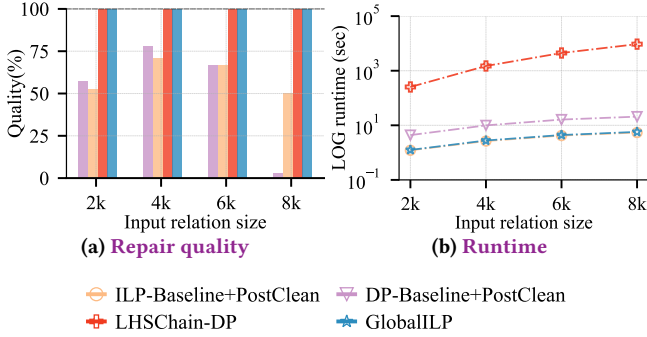 100
75
50
25
0
Quality(%)
2k 4k 6k 8k
Input relation size
(a) Repair quality
10^5
10^3
10^1
10^−1
LOG runtime (sec)
2k 4k 6k 8k
Input relation size
(b) Runtime
ILP-Baseline+PostClean DP-Baseline+PostClean
LHSChain-DP GlobalILP